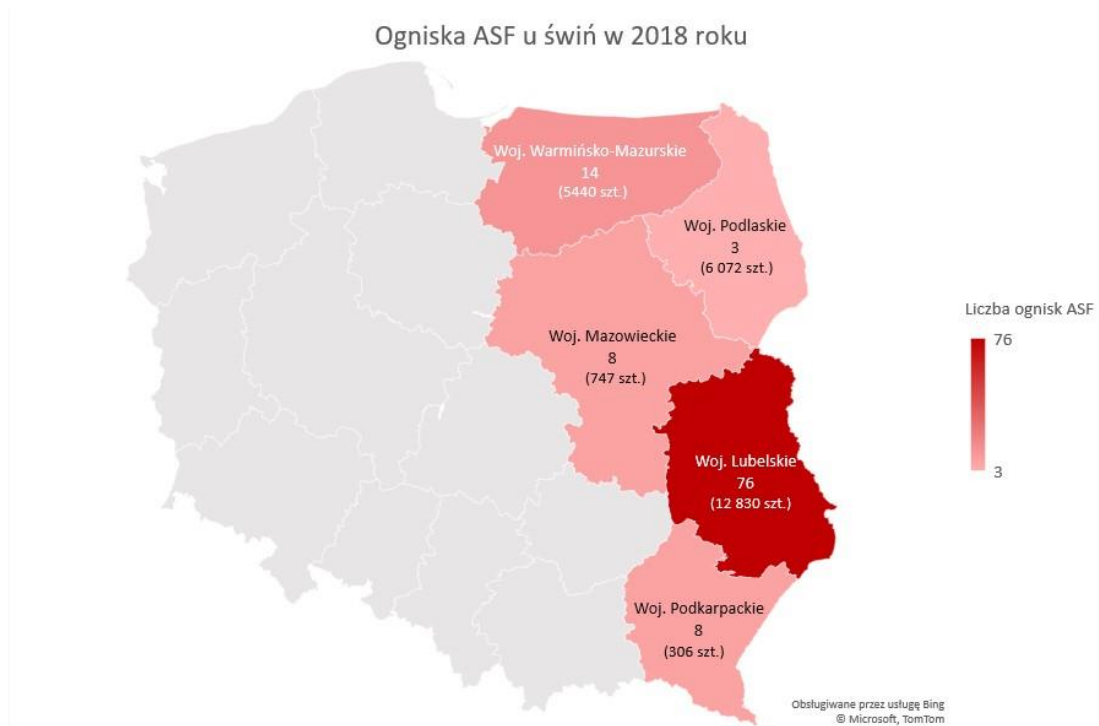 Ogniska ASF u świń w 2018 roku
Woj. Warmińsko-Mazurskie
14
(5440 szt.)
Woj. Podlaskie
3
(6 072 szt.)
Woj. Mazowieckie
8
(747 szt.)
Liczba ognisk ASF
76
3
Woj. Lubelskie
76
(12 830 szt.)
Woj. Podkarpackie
8
(306 szt.)
Obsługiwane przez usługę Bing
© Microsoft, TomTom